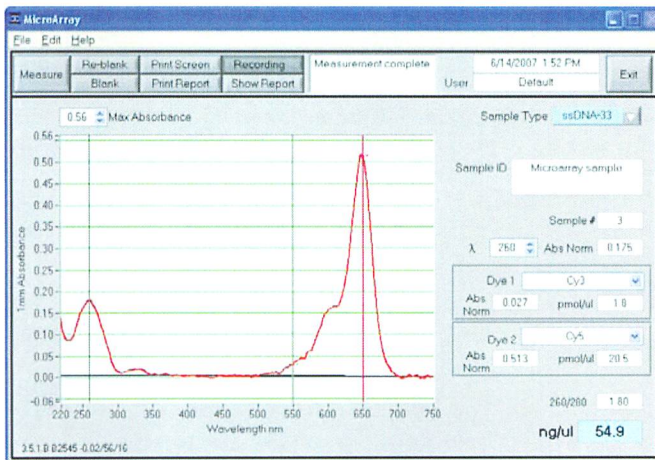 MicroArray
File Edit Help
Measure Re-blank Print Screen Recording Measurement complete 6/14/2007 1:52 PM Exit
Blank Print Report Show Report User Default
0.56 Max Absorbance Sample Type ssDNA-33
0.56
0.50
0.45
0.40
0.35
0.30
0.25
0.20
0.15
0.10
0.05
0.00
-0.06
1mm Absorbance
220 250 300 350 400 450 500 550 600 650 700 750
Wavelength nm
Sample ID Microarray sample
Sample # 3
λ 260 Abs Norm 0.175
Dye 1 Cy3
Abs Norm 0.027 pmol/ul 1.8
Dye 2 Cy5
Abs Norm 0.513 pmol/ul 20.5
260/280 1.80
ng/ul 54.9